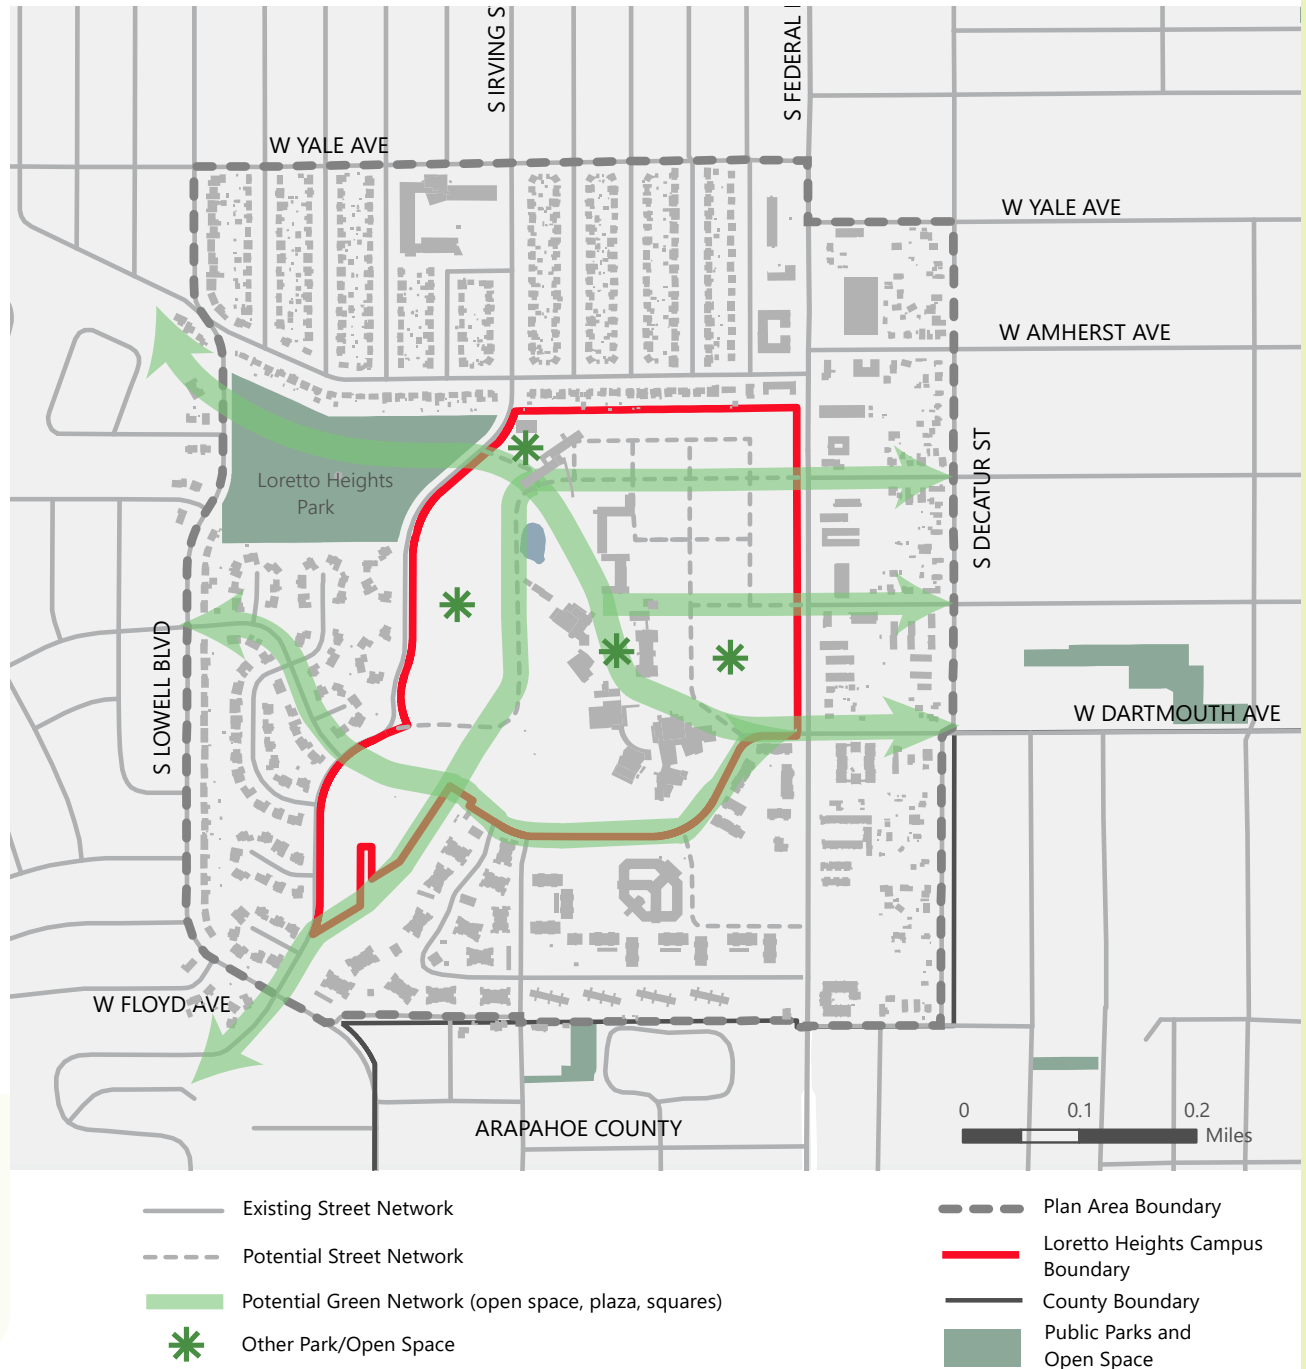 S IRVING S
S FEDERAL
W YALE AVE
W YALE AVE
W AMHERST AVE
S DECATUR ST
Loretto Heights
Park
S LOWELL BLVD
W DARTMOUTH AVE
W FLOYD AVE
ARAPAHOE COUNTY
0 0.1 0.2
Miles
Existing Street Network
Potential Street Network
Potential Green Network (open space, plaza, squares)
Other Park/Open Space
Plan Area Boundary
Loretto Heights Campus
Boundary
County Boundary
Public Parks and
Open Space